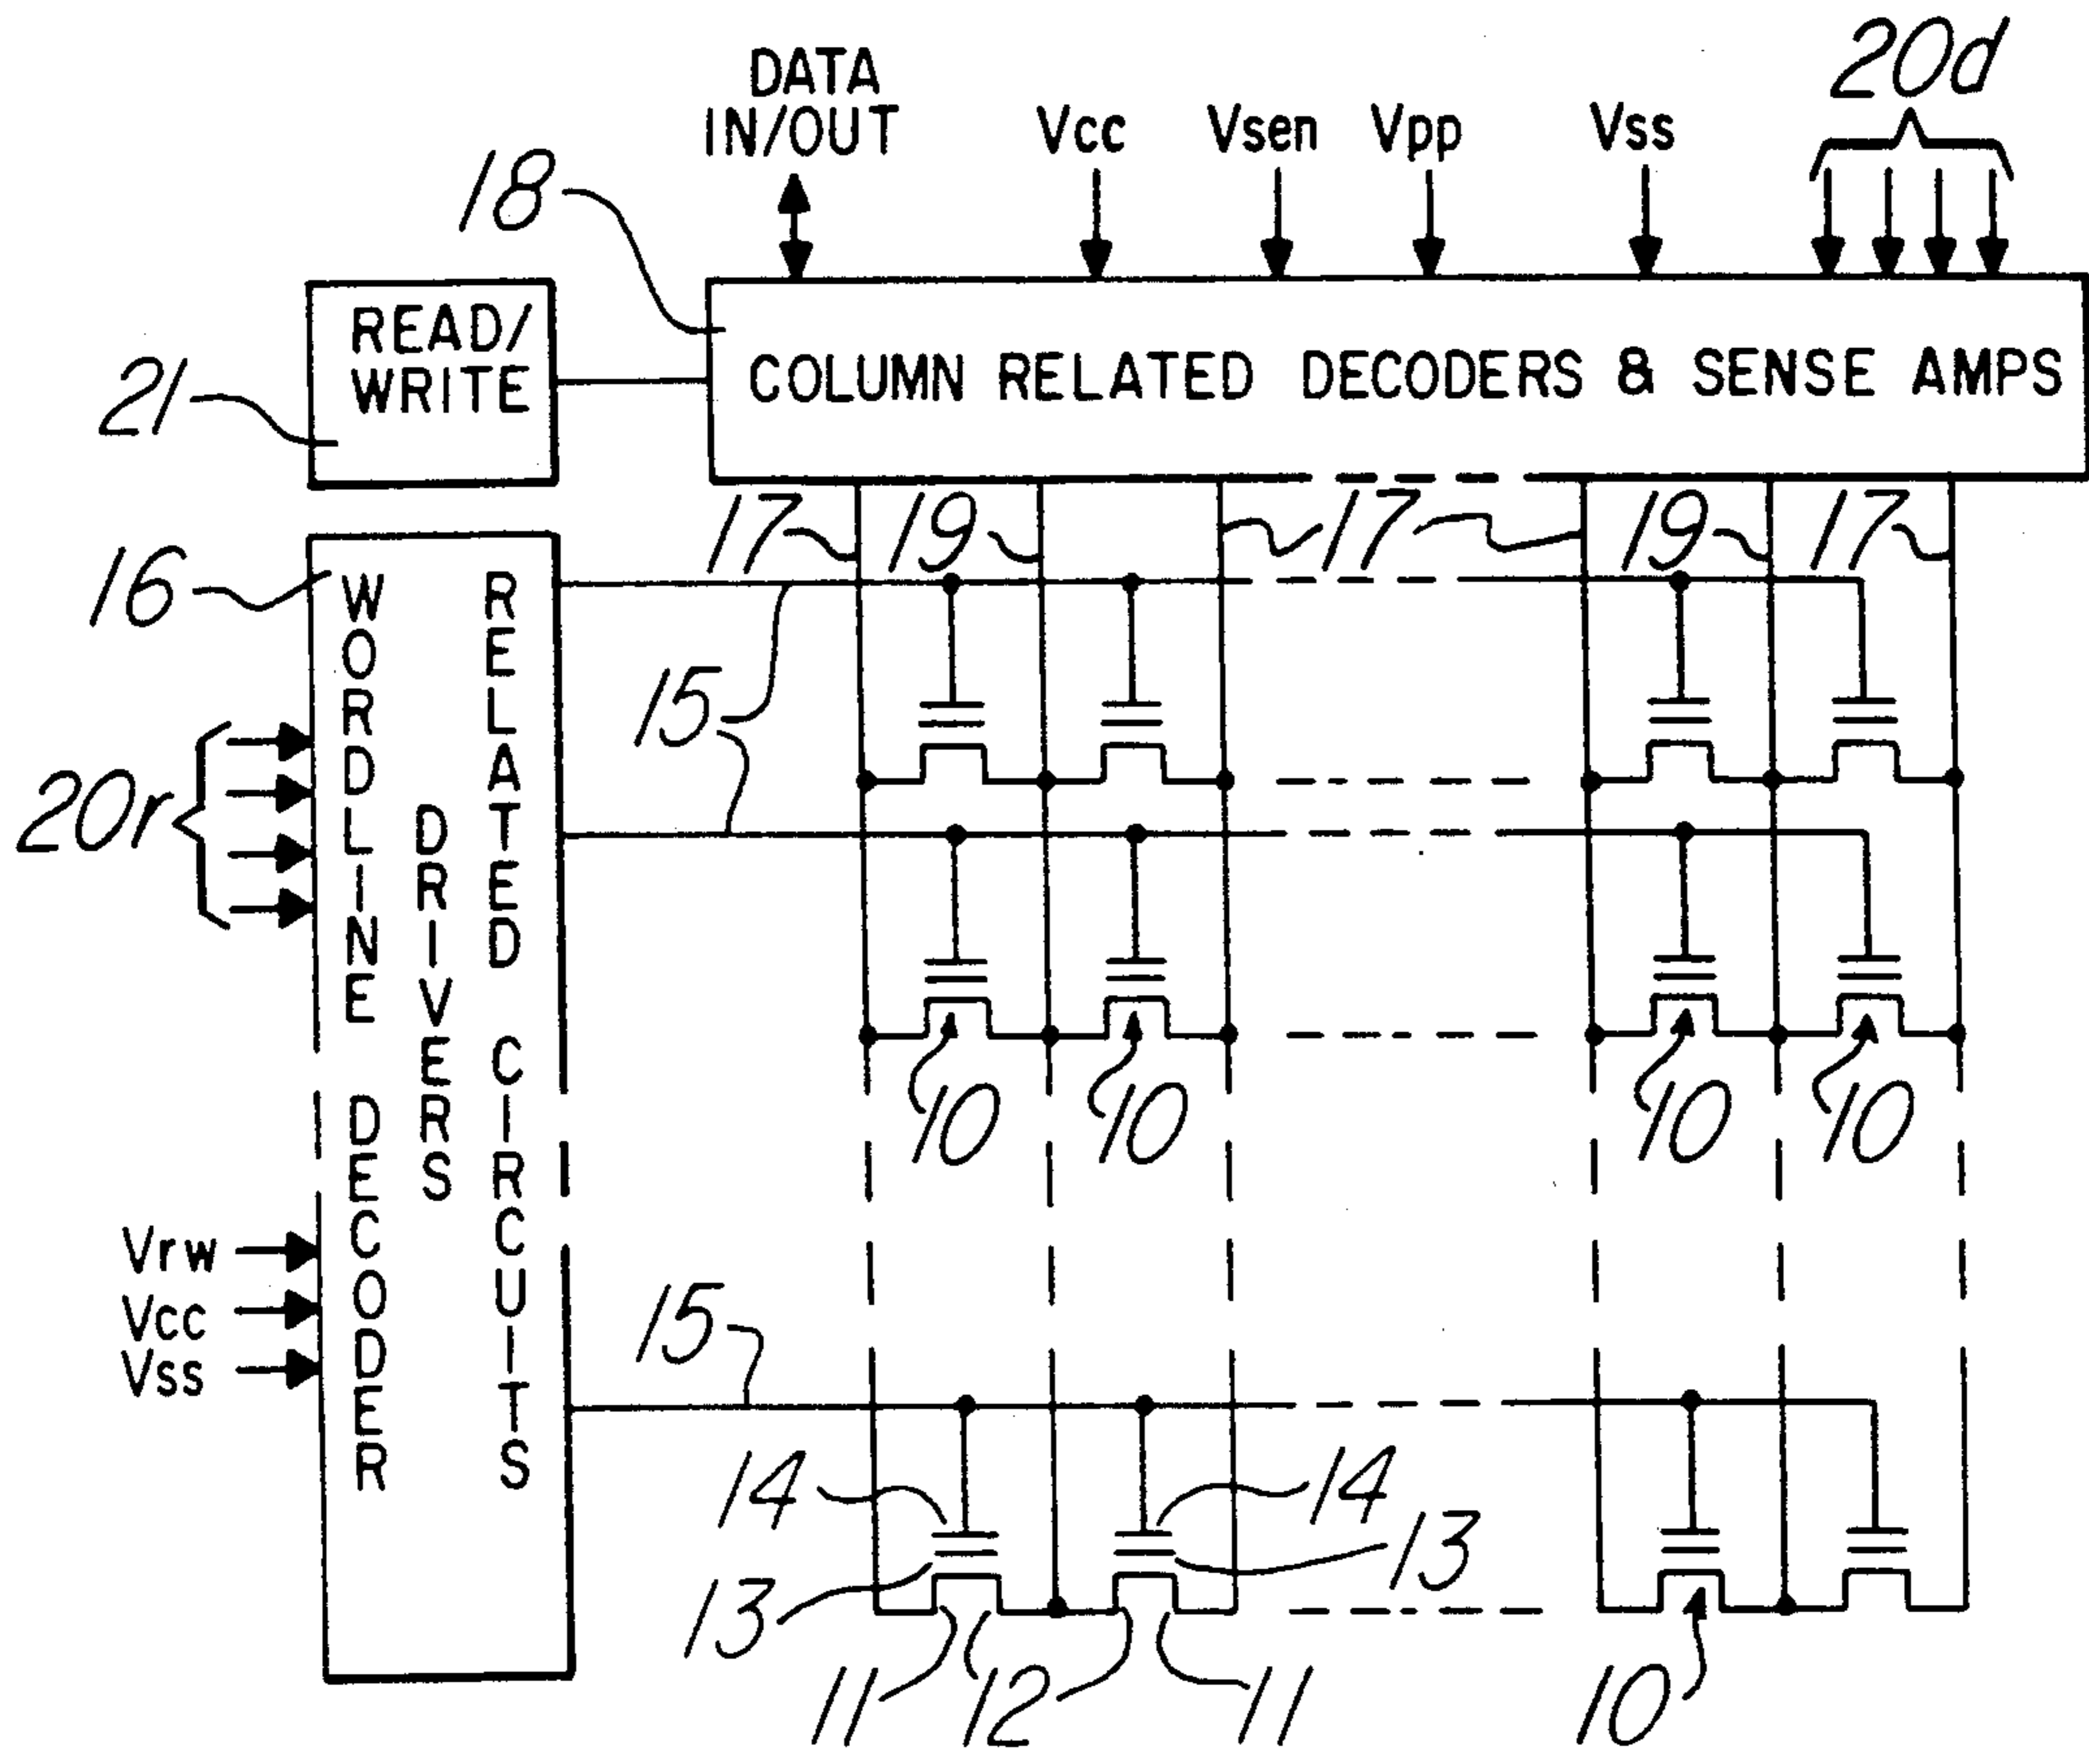 20d
DATA
IN/OUT
Vcc
Vsen
Vpp
Vss
18
READ/
WRITE
COLUMN RELATED DECODERS & SENSE AMPS
21
17
19
17
19
17
16
WORDLINE DECODER
DRIVERS
RELATED CIRCUITS
15
20r
10
10
10
10
Vrw
Vcc
Vss
15
14
14
13
13
11
12
11
10